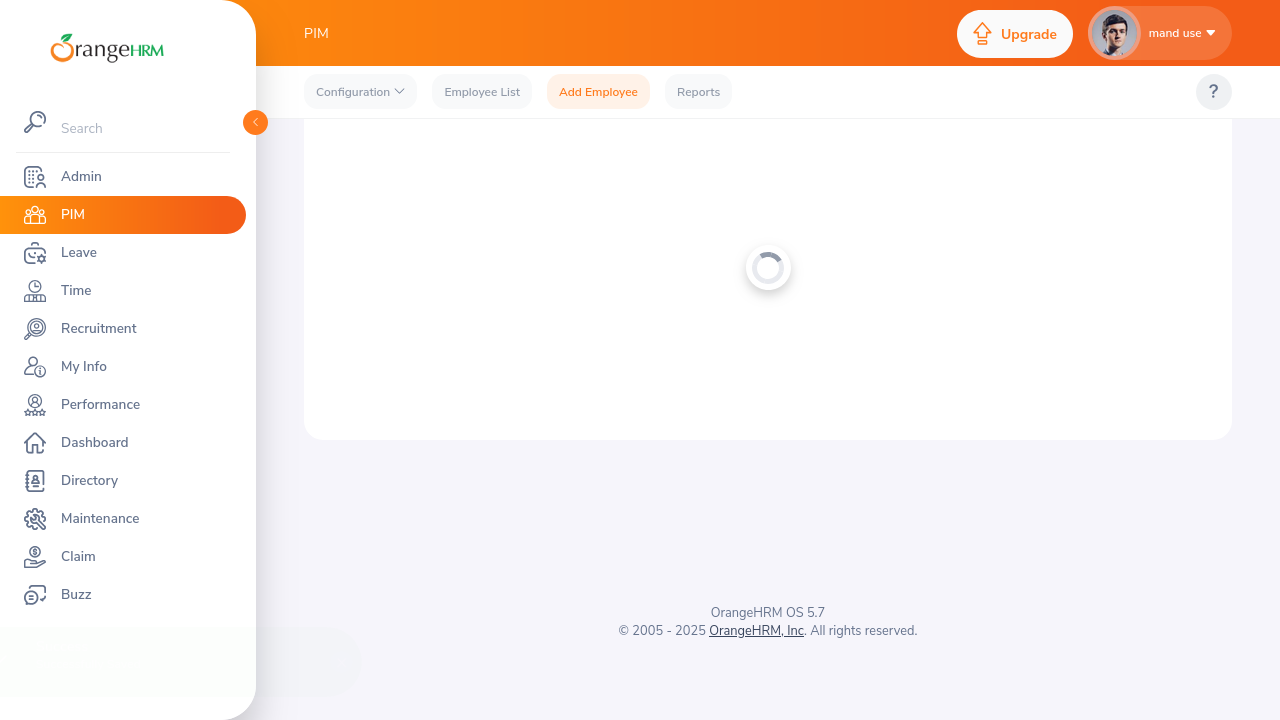 OrangeHRM
PIM
Upgrade
mand use
Configuration
Employee List
Add Employee
Reports
?
Search
Admin
PIM
Leave
Time
Recruitment
My Info
Performance
Dashboard
Directory
Maintenance
Claim
Buzz
OrangeHRM OS 5.7
© 2005 - 2025 OrangeHRM, Inc. All rights reserved.